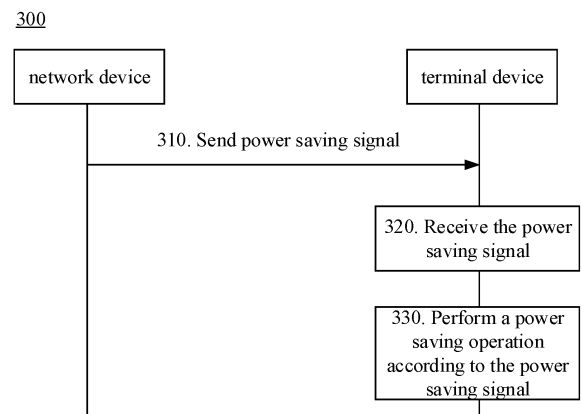 300
network device
terminal device
310. Send power saving signal
320. Receive the power
saving signal
330. Perform a power
saving operation
according to the power
saving signal